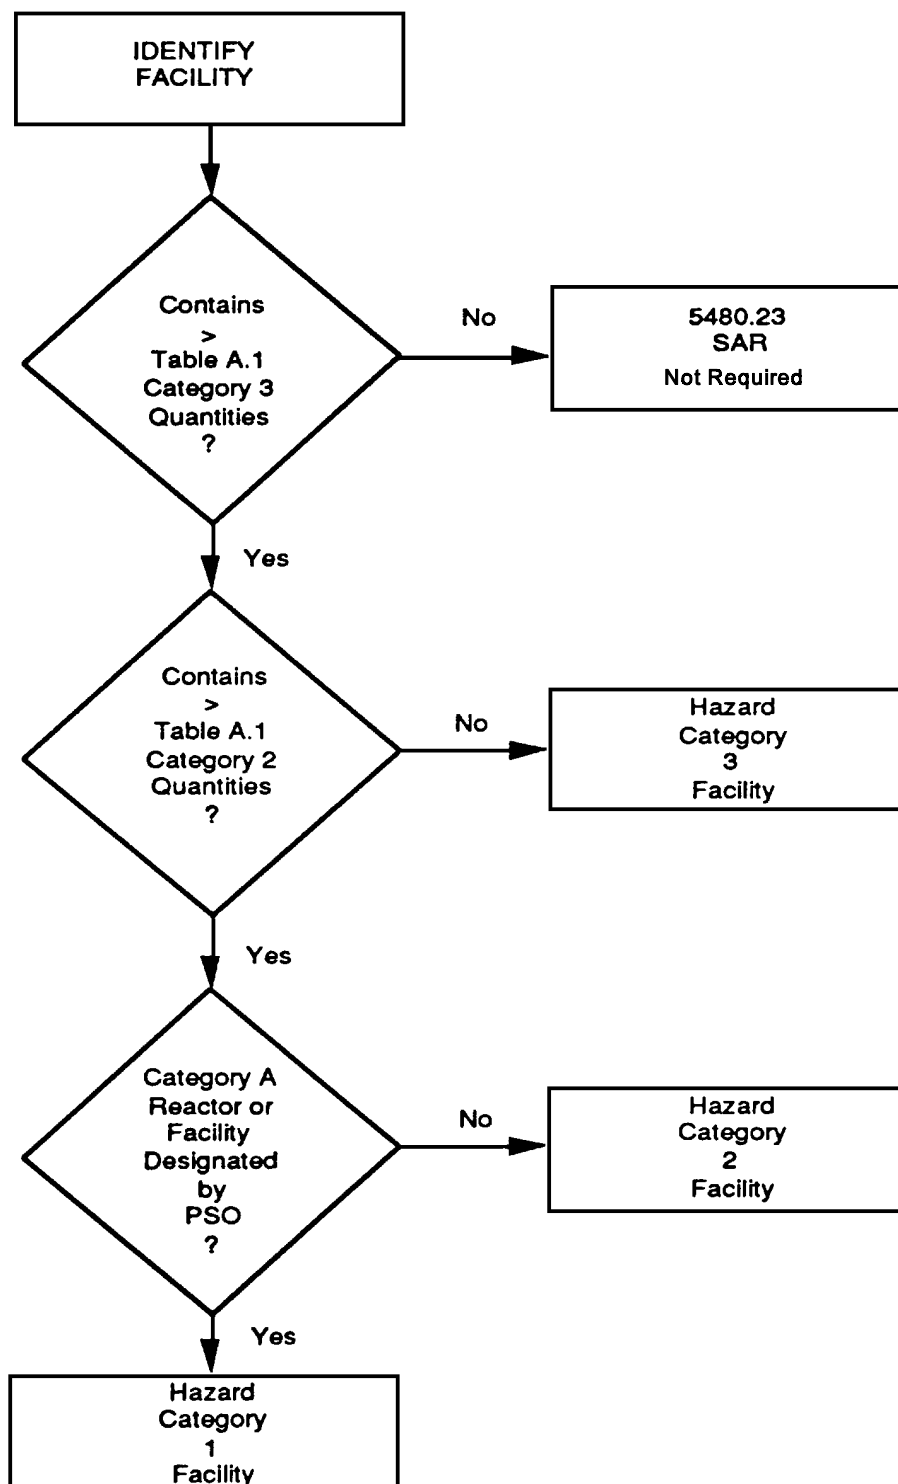 IDENTIFY
FACILITY
Contains
>
Table A.1
Category 3
Quantities
?
No
5480.23
SAR
Not Required
Yes
Contains
>
Table A.1
Category 2
Quantities
?
No
Hazard
Category
3
Facility
Yes
Category A
Reactor or
Facility
Designated
by
PSO
?
No
Hazard
Category
2
Facility
Yes
Hazard
Category
1
Facility